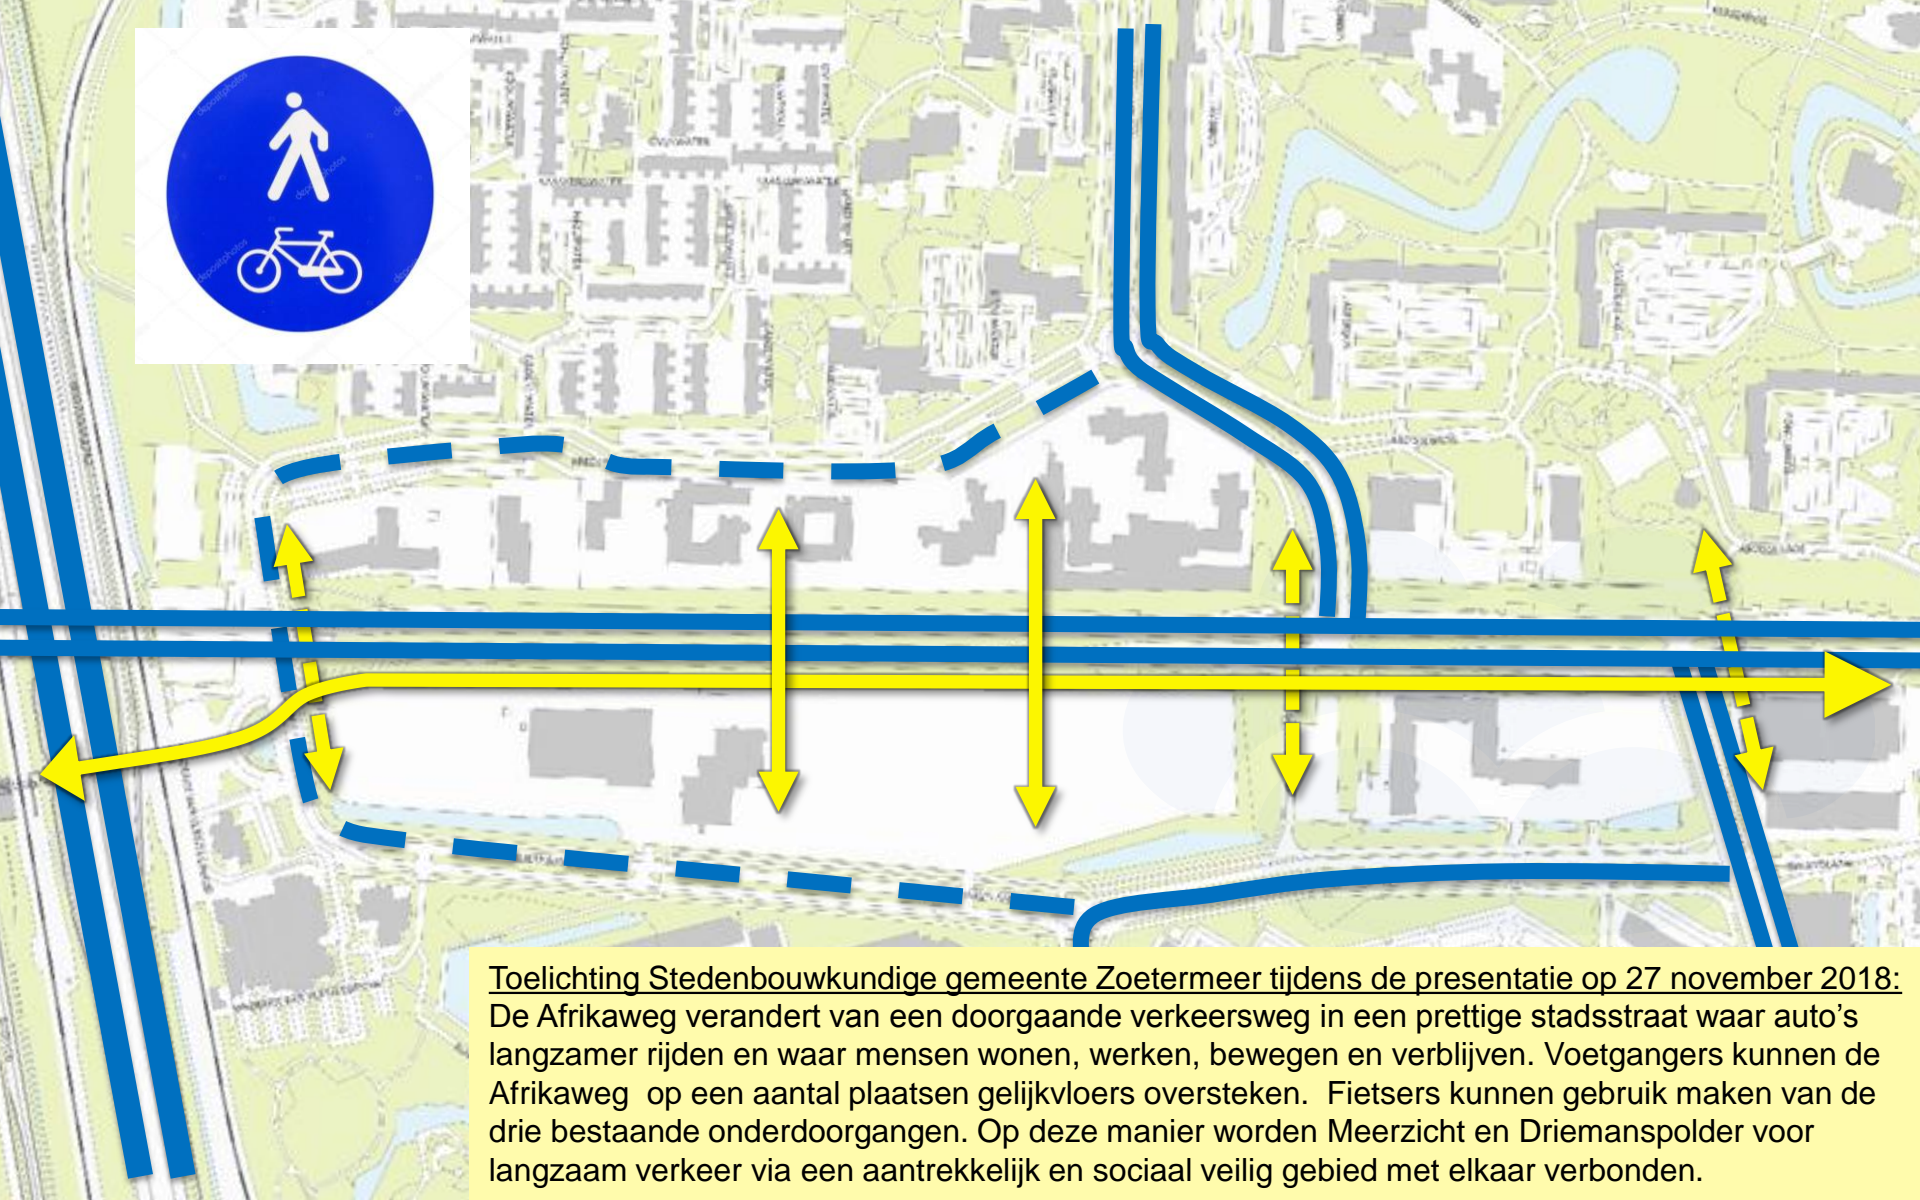 Toelichting Stedenbouwkundige gemeente Zoetermeer tijdens de presentatie op 27 november 2018:
De Afrikaweg verandert van een doorgaande verkeersweg in een prettige stadsstraat waar auto's
langzamer rijden en waar mensen wonen, werken, bewegen en verblijven. Voetgangers kunnen de
Afrikaweg  op een aantal plaatsen gelijkvloers oversteken.  Fietsers kunnen gebruik maken van de
drie bestaande onderdoorgangen. Op deze manier worden Meerzicht en Driemanspolder voor
langzaam verkeer via een aantrekkelijk en sociaal veilig gebied met elkaar verbonden.